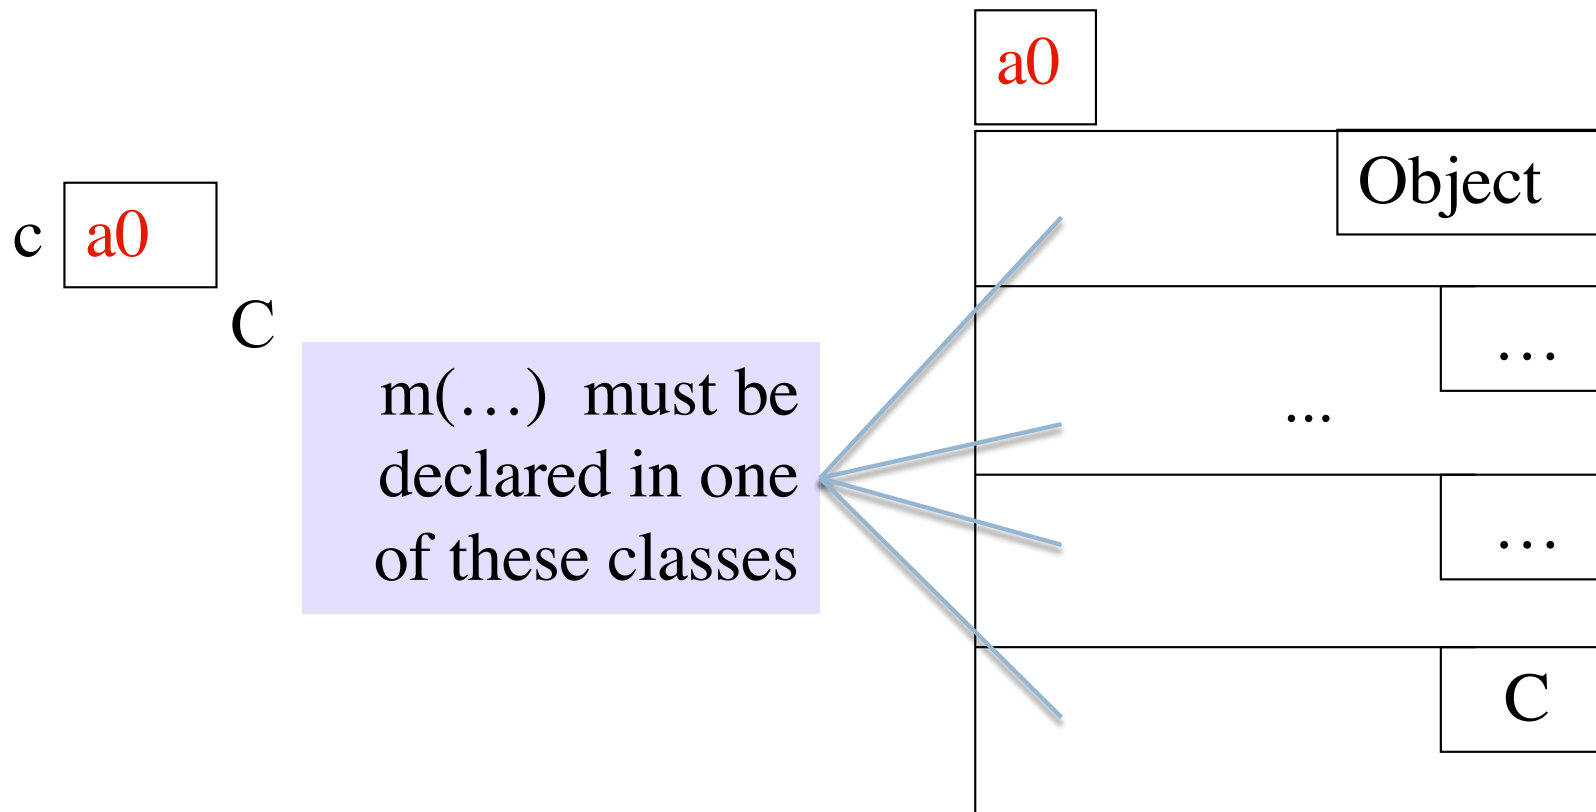 a0
Object
c a0
C
…
m(…) must be
...
declared in one
…
of these classes
C